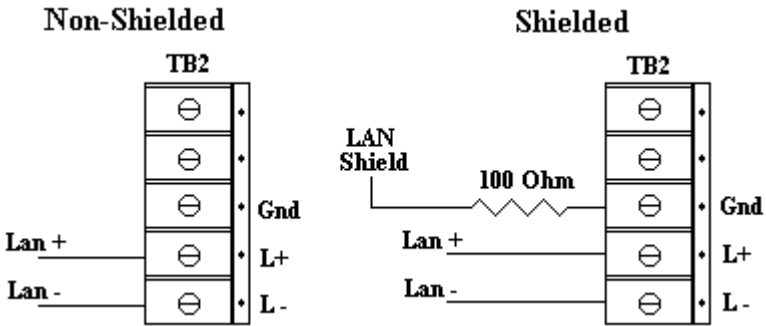 Non-Shielded
TB2
Gnd
Lan +
L+
Lan -
L -
Shielded
TB2
LAN
Shield
100 Ohm
Gnd
Lan +
L+
Lan -
L -